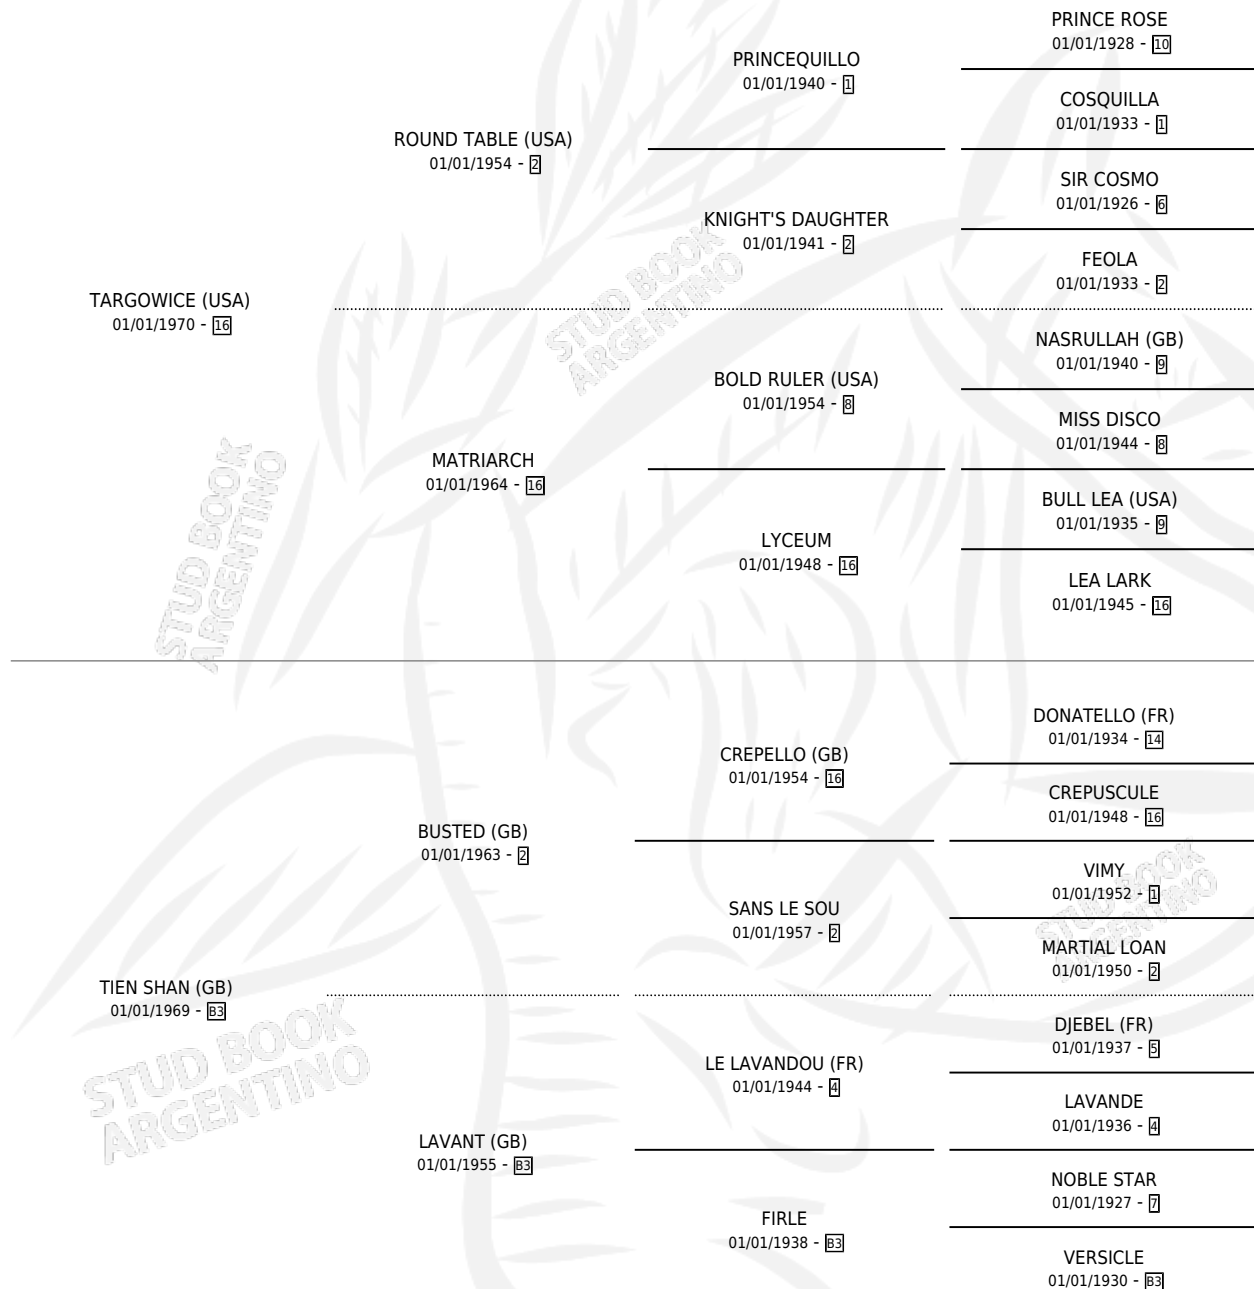 PRINCE ROSE
01/01/1928 - 10
PRINCEQUILLO
01/01/1940 - 1
COSQUILLA
01/01/1933 - 1
ROUND TABLE (USA)
01/01/1954 - 2
SIR COSMO
01/01/1926 - 6
KNIGHT'S DAUGHTER
01/01/1941 - 2
FEOLA
01/01/1933 - 2
TARGOWICE (USA)
01/01/1970 - 16
NASRULLAH (GB)
01/01/1940 - 9
BOLD RULER (USA)
01/01/1954 - 8
MISS DISCO
01/01/1944 - 8
MATRIARCH
01/01/1964 - 16
BULL LEA (USA)
01/01/1935 - 9
LYCEUM
01/01/1948 - 16
LEA LARK
01/01/1945 - 16
DONATELLO (FR)
01/01/1934 - 14
CREPELLO (GB)
01/01/1954 - 16
CREPUSCULE
01/01/1948 - 16
BUSTED (GB)
01/01/1963 - 2
VIMY
01/01/1952 - 1
SANS LE SOU
01/01/1957 - 2
MARTIAL LOAN
01/01/1950 - 2
TIEN SHAN (GB)
01/01/1969 - B3
DJEBEL (FR)
01/01/1937 - 5
LE LAVANDOU (FR)
01/01/1944 - 4
LAVANDE
01/01/1936 - 4
LAVANT (GB)
01/01/1955 - B3
NOBLE STAR
01/01/1927 - 7
FIRLE
01/01/1938 - B3
VERSICLE
01/01/1930 - B3
STUD BOOK
ARGENTINO
STUD BOOK
ARGENTINO
STUD BOOK
ARGENTINO
STUD BOOK
ARGENTINO